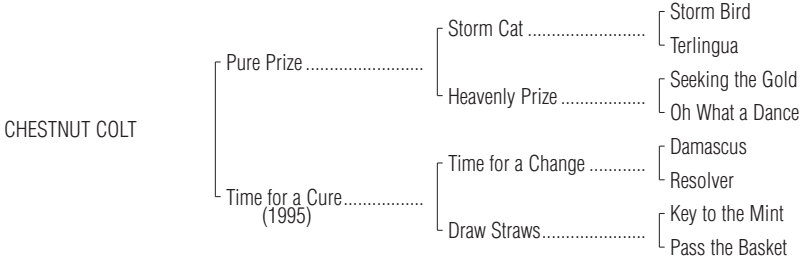 Storm Bird
Storm Cat ........................
Terlingua
Pure Prize ........................
Seeking the Gold
Heavenly Prize .................
Oh What a Dance
CHESTNUT COLT
Damascus
Time for a Change ...........
Resolver
Time for a Cure................
(1995)
Key to the Mint
Draw Straws.....................
Pass the Basket